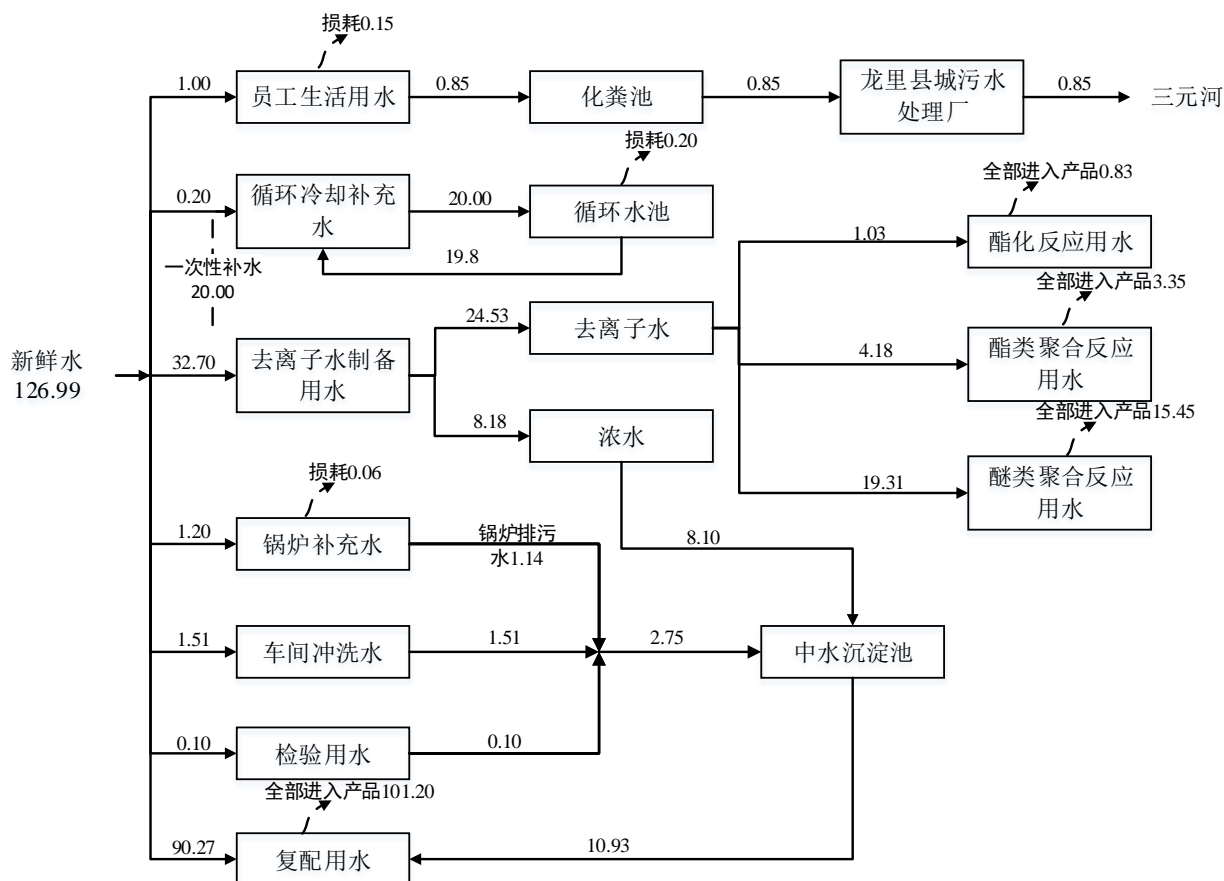 损耗0.15
1.00
员工生活用水
0.85
化粪池
0.85
龙里县城污水
处理厂
0.85
三元河
损耗0.20
0.20
循环冷却补充
水
20.00
循环水池
19.8
一次性补水
20.00
全部进入产品0.83
1.03
酯化反应用水
全部进入产品3.35
24.53
去离子水
4.18
酯类聚合反应
用水
新鲜水
126.99
32.70
去离子水制备
用水
8.18
浓水
全部进入产品15.45
19.31
醚类聚合反应
用水
损耗0.06
1.20
锅炉补充水
锅炉排污
水1.14
8.10
1.51
车间冲洗水
1.51
2.75
中水沉淀池
0.10
检验用水
0.10
全部进入产品101.20
90.27
复配用水
10.93